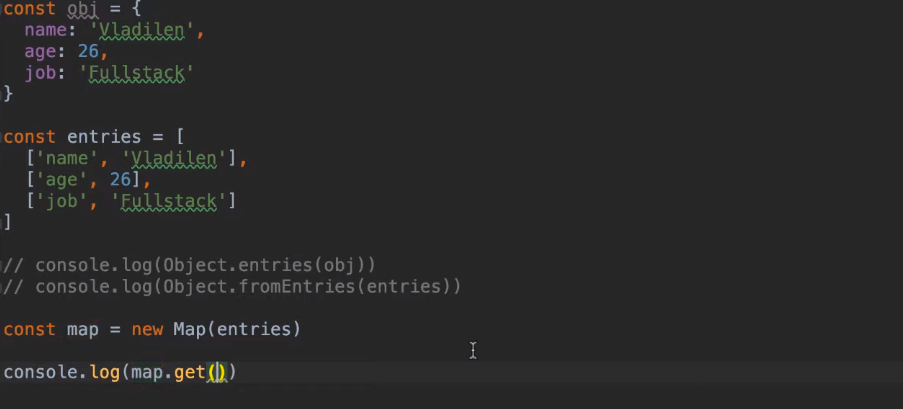 const obj = {
  name: 'Vladilen',
  age: 26,
  job: 'Fullstack'
}
const entries = [
  ['name', 'Vladilen'],
  ['age', 26],
  ['job', 'Fullstack']
]
// console.log(Object.entries(obj))
// console.log(Object.fromEntries(entries))
const map = new Map(entries)
console.log(map.get())